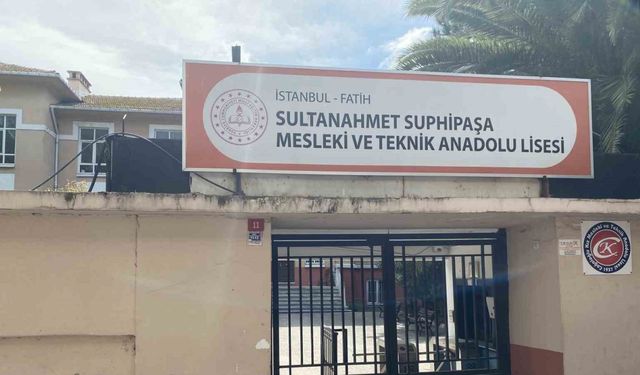 İSTANBUL - FATİH
SULTANAHMET SUPHİPAŞA
MESLEKİ VE TEKNİK ANADOLU LİSESİ
11